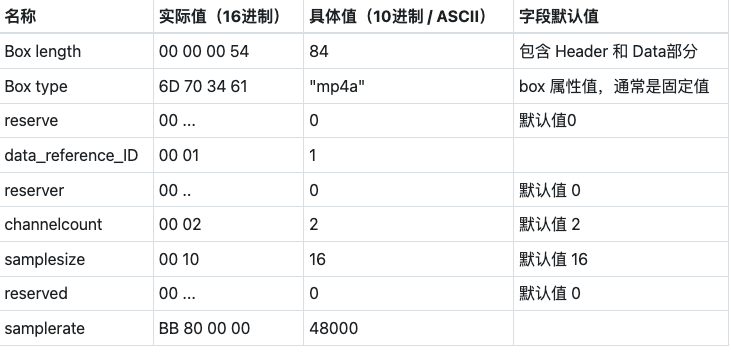 名称 实际值（16进制） 具体值（10进制 / ASCII） 字段默认值
Box length 00 00 00 54 84 包含 Header 和 Data部分
Box type 6D 70 34 61 "mp4a" box 属性值，通常是固定值
reserve 00 ... 0 默认值0
data_reference_ID 00 01 1
reserver 00 .. 0 默认值 0
channelcount 00 02 2 默认值 2
samplesize 00 10 16 默认值 16
reserved 00 ... 0 默认值 0
samplerate BB 80 00 00 48000